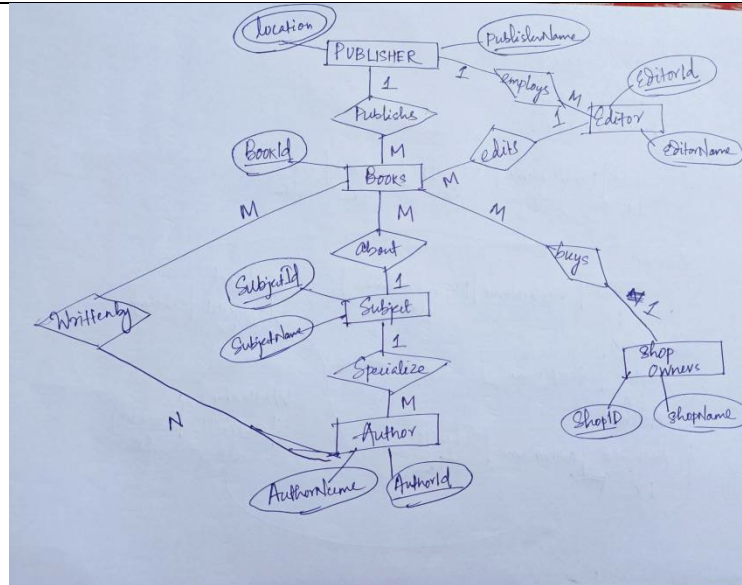 location
PublisherName
PUBLISHER
1
1
employs
M
EditorId
1
Editor
EditorName
Publishs
M
edits
M
BookId
Books
M
M
M
about
buys
1
1
SubjectId
Subject
SubjectName
Writtenby
1
Shop
Owners
Specialize
M
ShopID
ShopName
N
Author
AuthorName
AuthorId